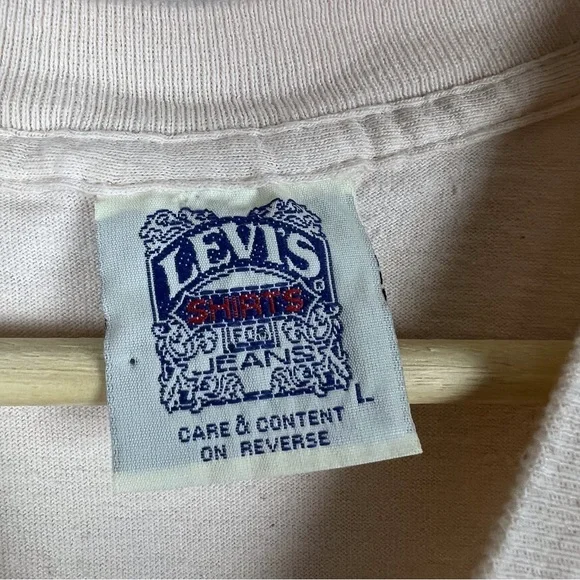 LEVI'S®
SHIRTS
FOR
JEANS
L
CARE & CONTENT
ON REVERSE